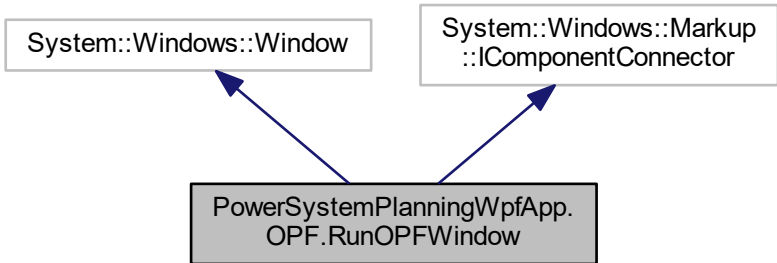 System::Windows::Window
System::Windows::Markup
::IComponentConnector
PowerSystemPlanningWpfApp.
OPF.RunOPFWindow